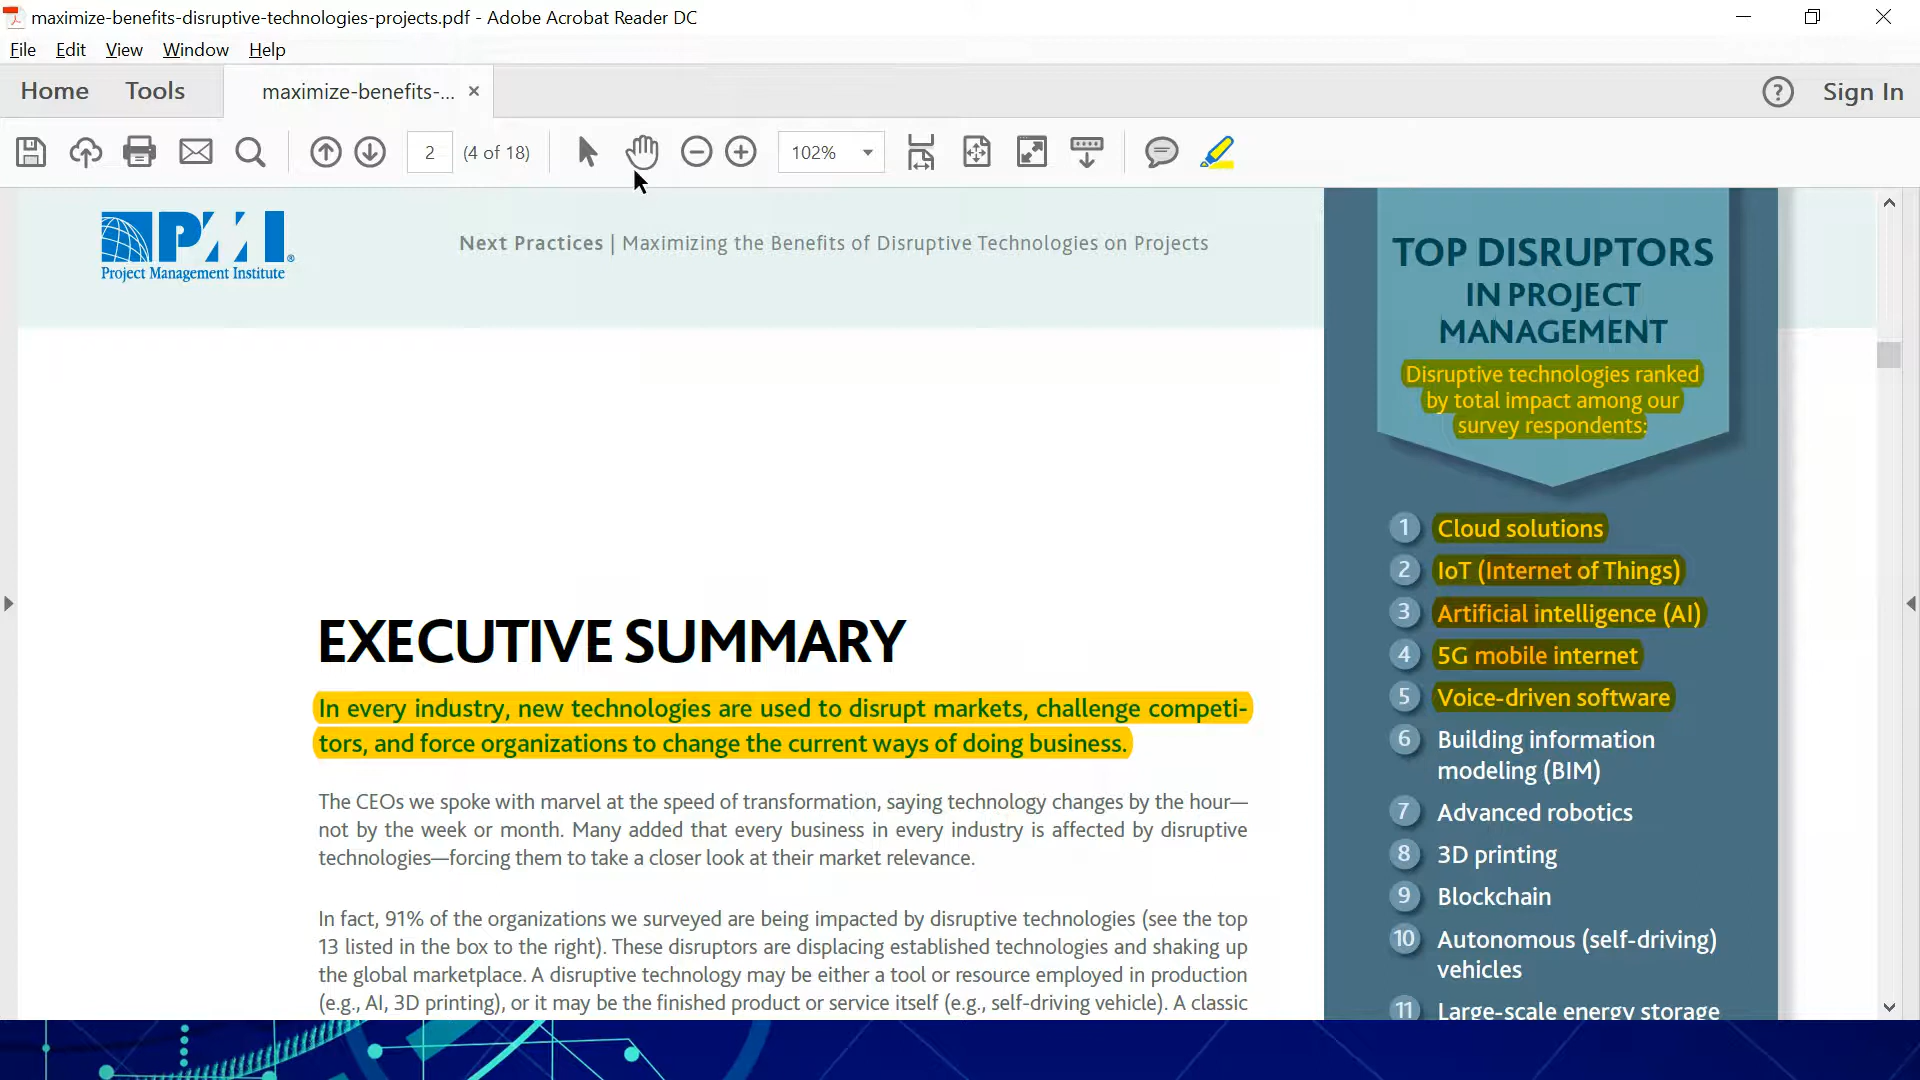 maximize-benefits-disruptive-technologies-projects.pdf - Adobe Acrobat Reader DC
File Edit View Window Help
Home Tools maximize-benefits-... × ? Sign In
2 (4 of 18) 102%
PMI®
Project Management Institute
Next Practices | Maximizing the Benefits of Disruptive Technologies on Projects
EXECUTIVE SUMMARY
In every industry, new technologies are used to disrupt markets, challenge competi-
tors, and force organizations to change the current ways of doing business.
The CEOs we spoke with marvel at the speed of transformation, saying technology changes by the hour—
not by the week or month. Many added that every business in every industry is affected by disruptive
technologies—forcing them to take a closer look at their market relevance.
In fact, 91% of the organizations we surveyed are being impacted by disruptive technologies (see the top
13 listed in the box to the right). These disruptors are displacing established technologies and shaking up
the global marketplace. A disruptive technology may be either a tool or resource employed in production
(e.g., AI, 3D printing), or it may be the finished product or service itself (e.g., self-driving vehicle). A classic
TOP DISRUPTORS
IN PROJECT
MANAGEMENT
Disruptive technologies ranked
by total impact among our
survey respondents:
1 Cloud solutions
2 IoT (Internet of Things)
3 Artificial intelligence (AI)
4 5G mobile internet
5 Voice-driven software
6 Building information
modeling (BIM)
7 Advanced robotics
8 3D printing
9 Blockchain
10 Autonomous (self-driving)
vehicles
11 Large-scale energy storage